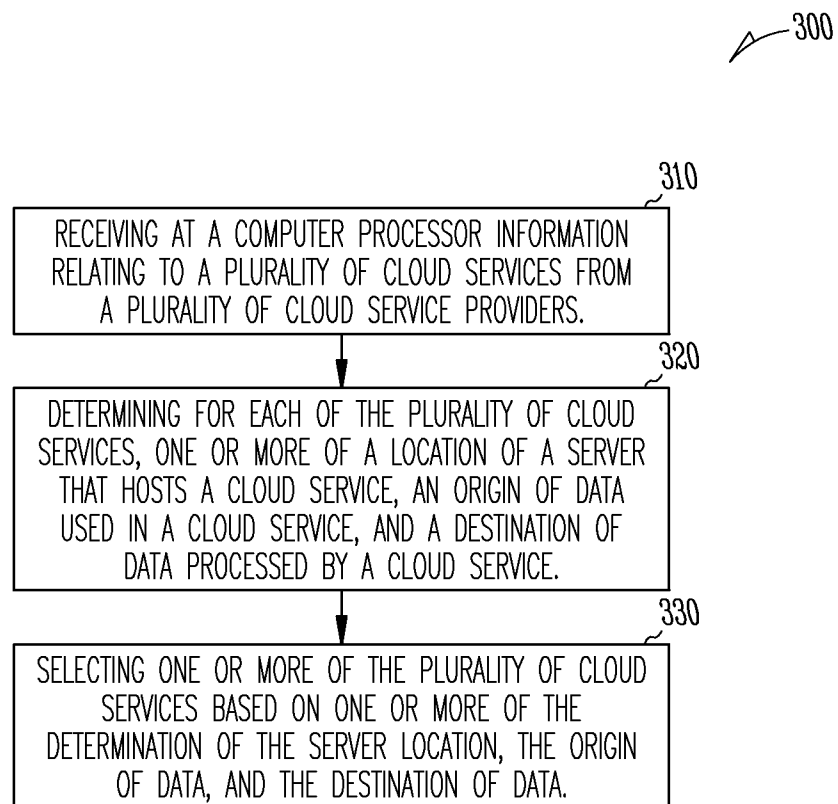 300
310
RECEIVING AT A COMPUTER PROCESSOR INFORMATION
RELATING TO A PLURALITY OF CLOUD SERVICES FROM
A PLURALITY OF CLOUD SERVICE PROVIDERS.
320
DETERMINING FOR EACH OF THE PLURALITY OF CLOUD
SERVICES, ONE OR MORE OF A LOCATION OF A SERVER
THAT HOSTS A CLOUD SERVICE, AN ORIGIN OF DATA
USED IN A CLOUD SERVICE, AND A DESTINATION OF
DATA PROCESSED BY A CLOUD SERVICE.
330
SELECTING ONE OR MORE OF THE PLURALITY OF CLOUD
SERVICES BASED ON ONE OR MORE OF THE
DETERMINATION OF THE SERVER LOCATION, THE ORIGIN
OF DATA, AND THE DESTINATION OF DATA.